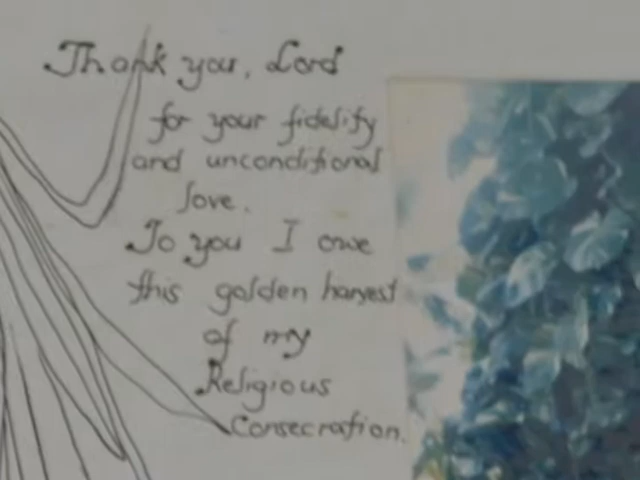 Thank you, Lord
for your fidelity
and unconditional
love.
To you I owe
this golden harvest
of my
Religious
Consecration.